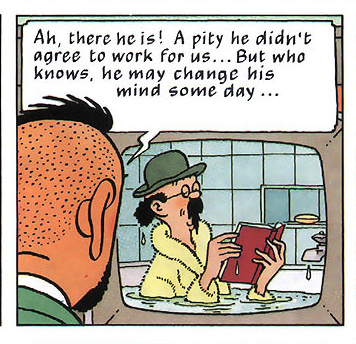 Ah, there he is! A pity he didn't
agree to work for us... But who
knows, he may change his
mind some day ...